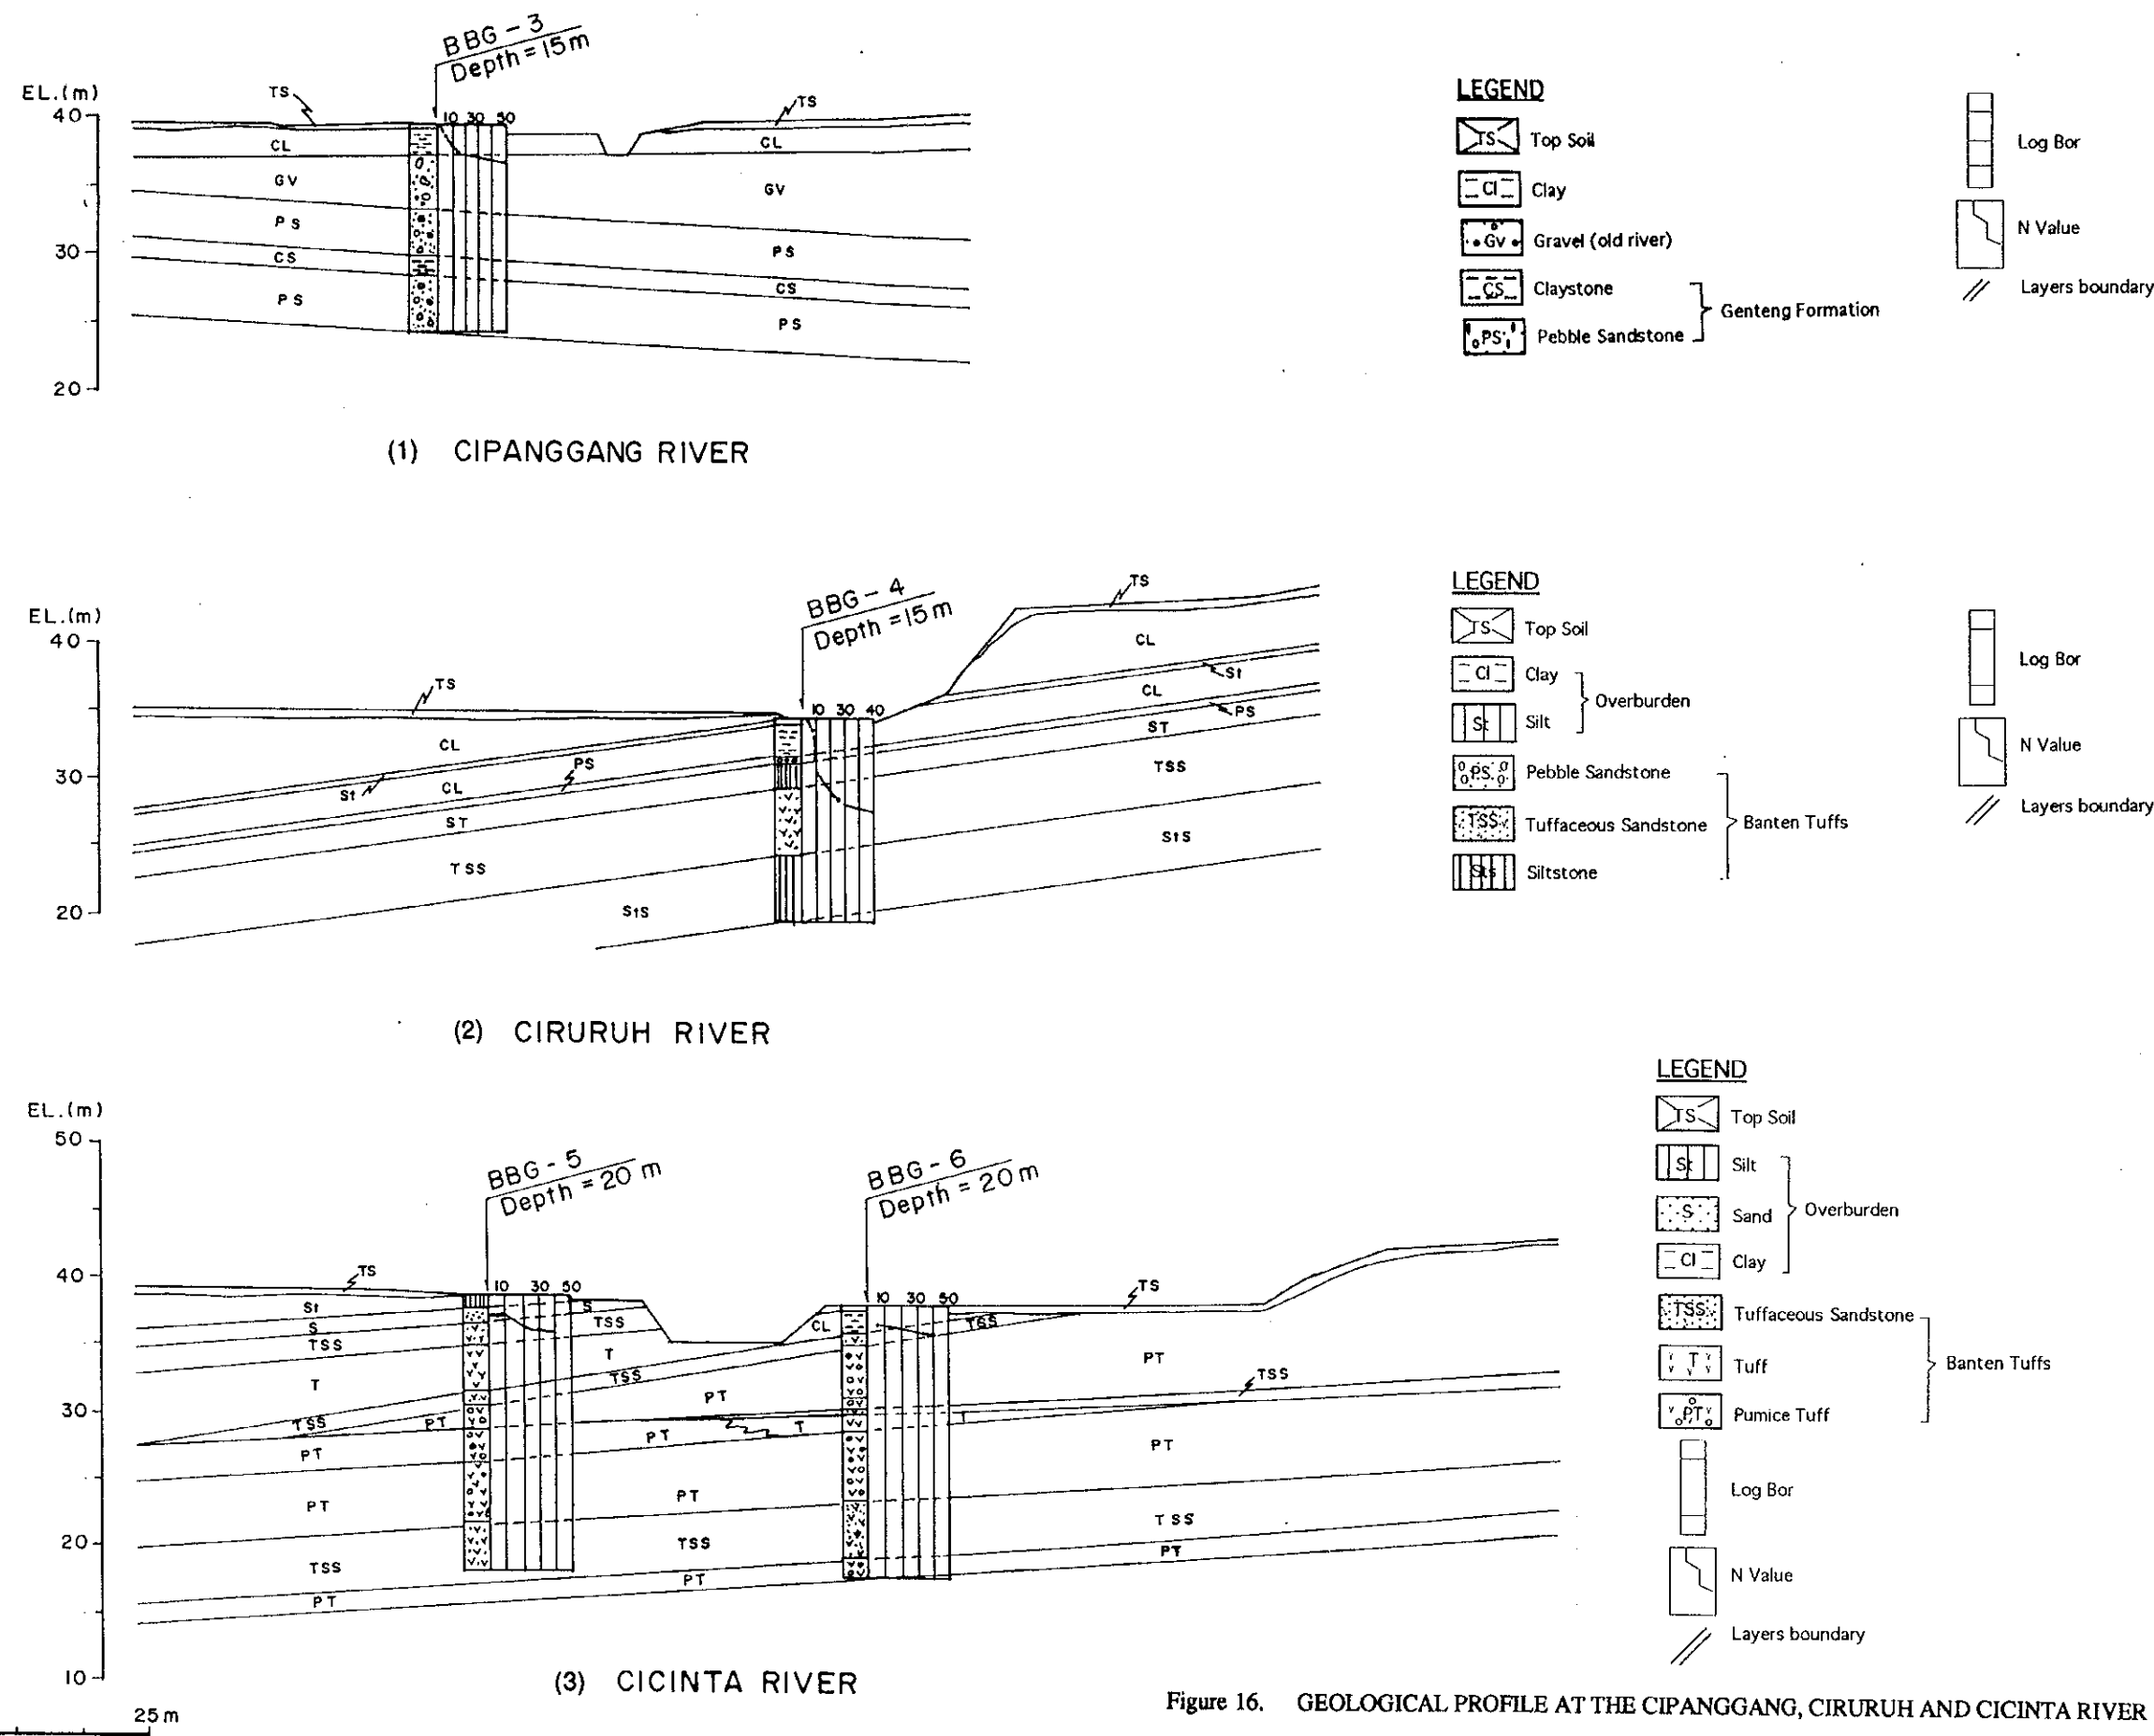 BBG-3
Depth=15m
EL.(m)
40
30
20
TS
10 30 50
TS
CL
CL
GV
GV
PS
PS
CS
CS
PS
PS
(1) CIPANGGANG RIVER
LEGEND
TS Top Soil
Cl Clay
Gv Gravel (old river)
CS Claystone
PS Pebble Sandstone
Genteng Formation
Log Bor
N Value
Layers boundary
BBG-4
Depth=15m
EL.(m)
40
30
20
TS
TS
10 30 40
CL
St
CL
PS
ST
TSS
StS
CL
PS
St
CL
ST
TSS
StS
(2) CIRURUH RIVER
LEGEND
TS Top Soil
Cl Clay
St Silt
Overburden
PS Pebble Sandstone
TSS Tuffaceous Sandstone
Sts Siltstone
Banten Tuffs
Log Bor
N Value
Layers boundary
BBG-5
Depth=20 m
BBG-6
Depth=20m
EL.(m)
50
40
30
20
10
TS
10 30 50
10 30 50
TS
St
S
S
TSS
CL
TSS
TSS
T
T
PT
TSS
PT
TSS
TSS
PT
T
T
PT
PT
PT
PT
PT
TSS
TSS
TSS
PT
PT
PT
(3) CICINTA RIVER
LEGEND
TS Top Soil
St Silt
S Sand
Cl Clay
Overburden
TSS Tuffaceous Sandstone
T Tuff
PT Pumice Tuff
Banten Tuffs
Log Bor
N Value
Layers boundary
25m
Figure 16. GEOLOGICAL PROFILE AT THE CIPANGGANG, CIRURUH AND CICINTA RIVER